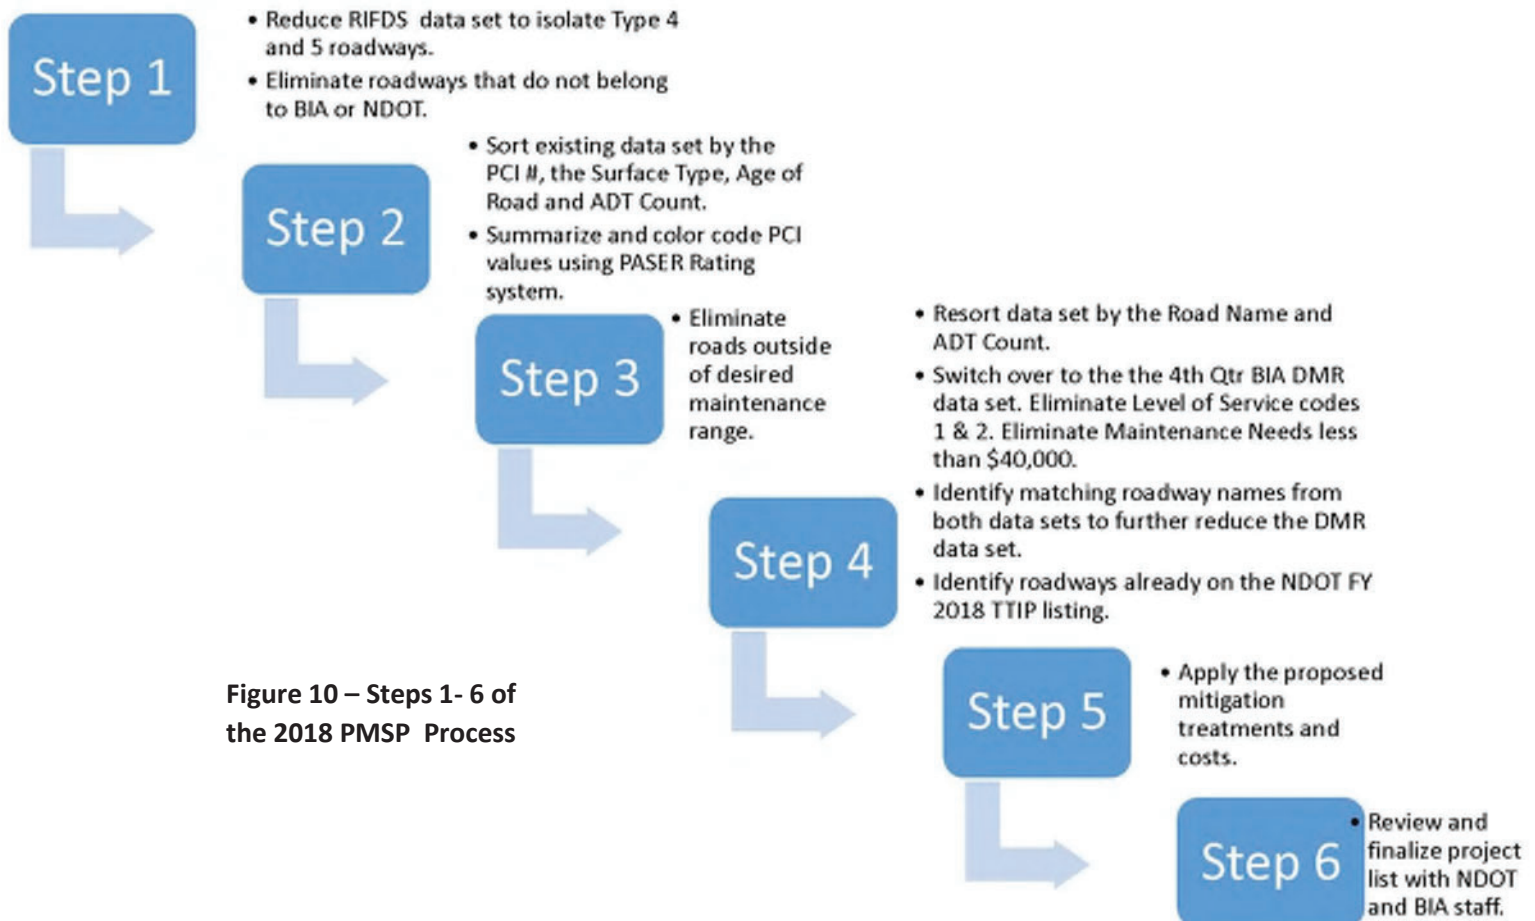 Step 1
• Reduce RIFDS data set to isolate Type 4
and 5 roadways.
• Eliminate roadways that do not belong
to BIA or NDOT.
Step 2
• Sort existing data set by the
PCI #, the Surface Type, Age of
Road and ADT Count.
• Summarize and color code PCI
values using PASER Rating
system.
Step 3
• Eliminate
roads outside
of desired
maintenance
range.
Step 4
• Resort data set by the Road Name and
ADT Count.
• Switch over to the the 4th Qtr BIA DMR
data set. Eliminate Level of Service codes
1 & 2. Eliminate Maintenance Needs less
than $40,000.
• Identify matching roadway names from
both data sets to further reduce the DMR
data set.
• Identify roadways already on the NDOT FY
2018 TTIP listing.
Step 5
• Apply the proposed
mitigation
treatments and
costs.
Step 6
• Review and
finalize project
list with NDOT
and BIA staff.
Figure 10 – Steps 1- 6 of
the 2018 PMSP Process